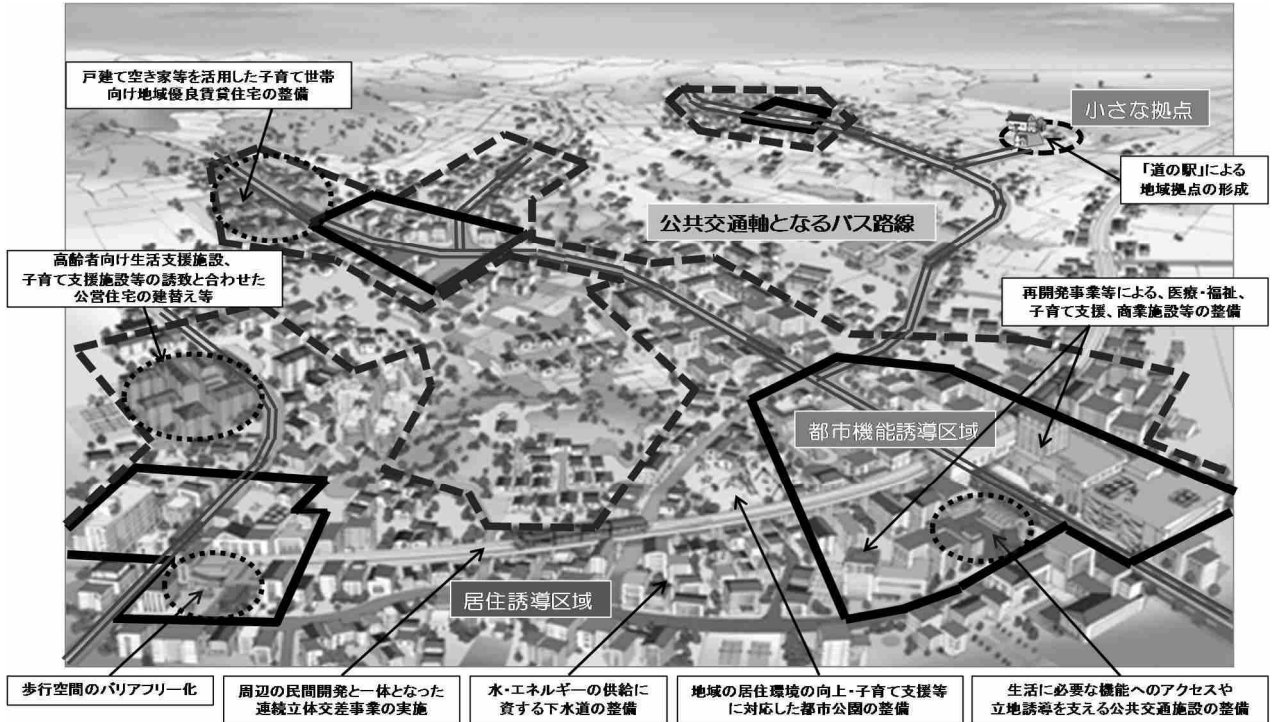 戸建て空き家等を活用した子育て世帯
向け地域優良賃貸住宅の整備
小さな拠点
「道の駅」による
地域拠点の形成
公共交通軸となるバス路線
高齢者向け生活支援施設、
子育て支援施設等の誘致と合わせた
公営住宅の建替え等
再開発事業等による、医療・福祉、
子育て支援、商業施設等の整備
都市機能誘導区域
居住誘導区域
歩行空間のバリアフリー化
周辺の民間開発と一体となった
連続立体交差事業の実施
水・エネルギーの供給に
資する下水道の整備
地域の居住環境の向上・子育て支援等
に対応した都市公園の整備
生活に必要な機能へのアクセスや
立地誘導を支える公共交通施設の整備